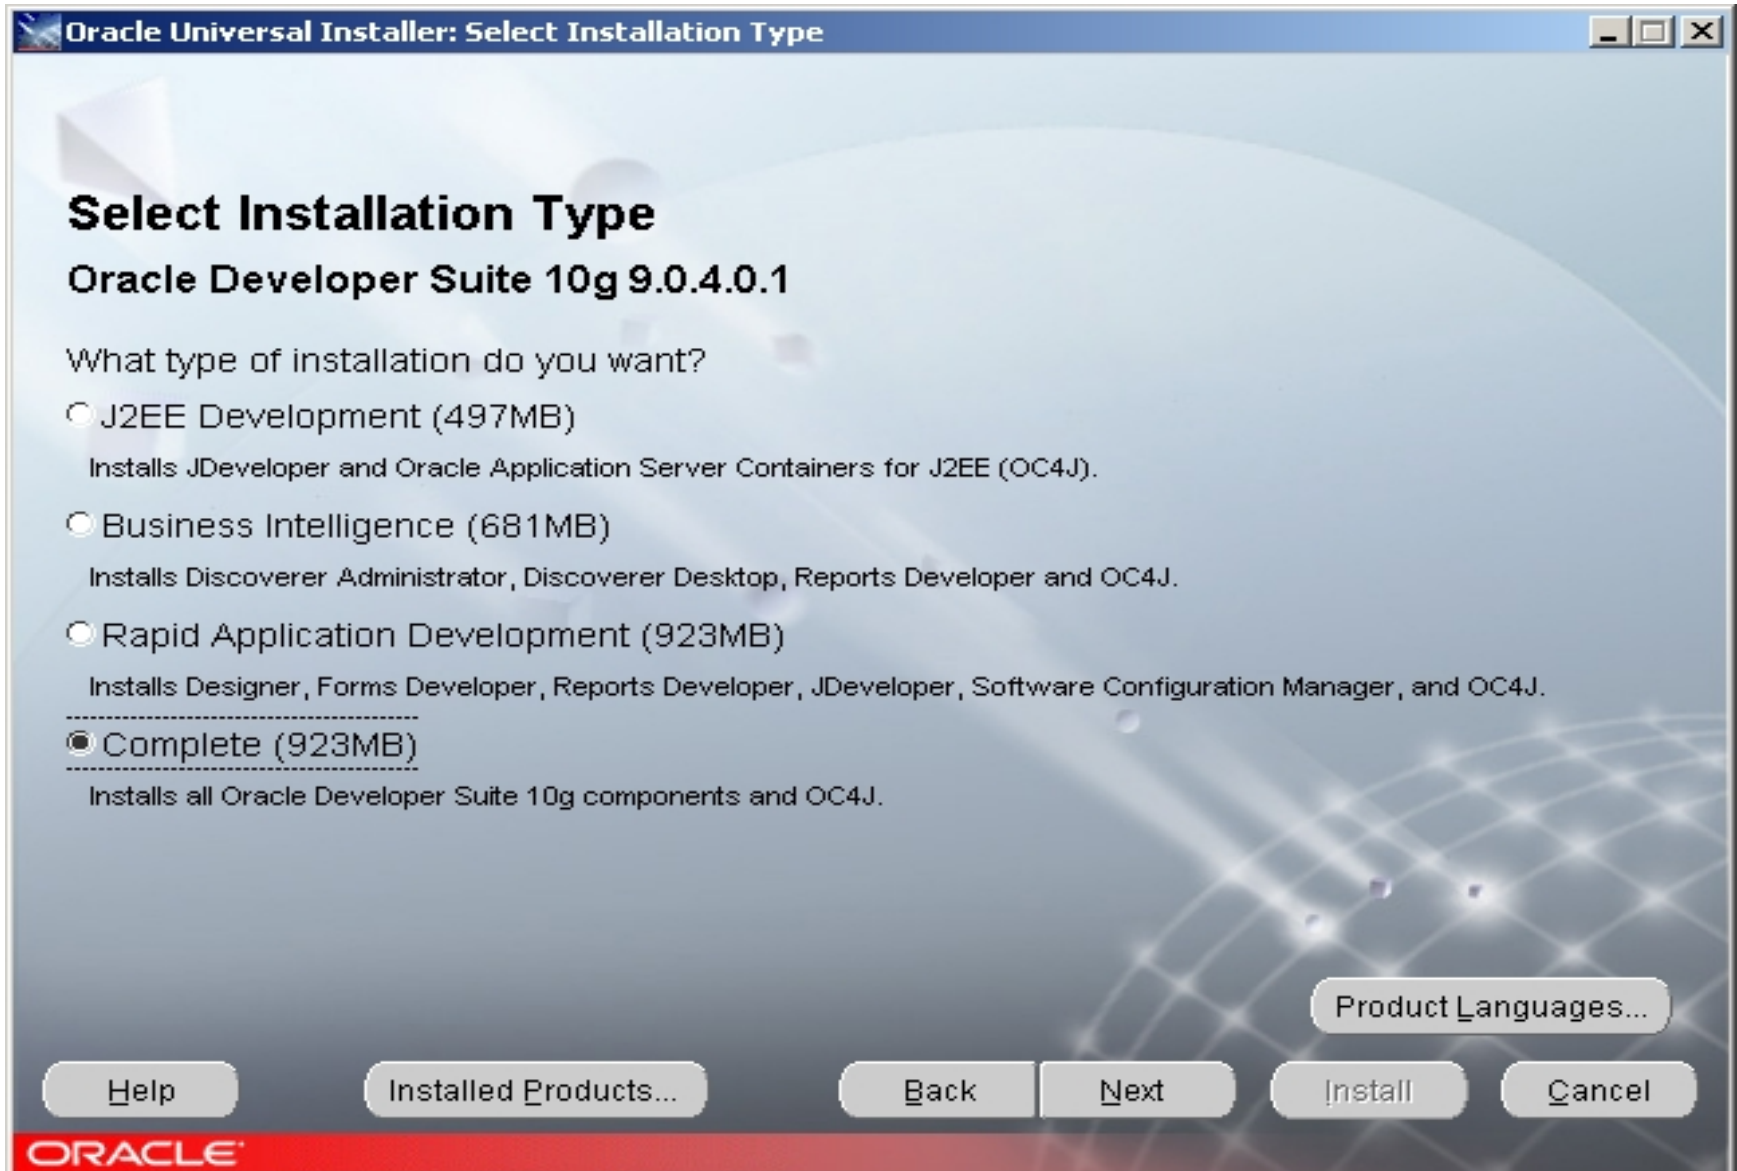 Oracle Universal Installer: Select Installation Type
Select Installation Type
Oracle Developer Suite 10g 9.0.4.0.1
What type of installation do you want?
J2EE Development (497MB)
Installs JDeveloper and Oracle Application Server Containers for J2EE (OC4J).
Business Intelligence (681MB)
Installs Discoverer Administrator, Discoverer Desktop, Reports Developer and OC4J.
Rapid Application Development (923MB)
Installs Designer, Forms Developer, Reports Developer, JDeveloper, Software Configuration Manager, and OC4J.
Complete (923MB)
Installs all Oracle Developer Suite 10g components and OC4J.
Product Languages...
Help Installed Products... Back Next Install Cancel
ORACLE